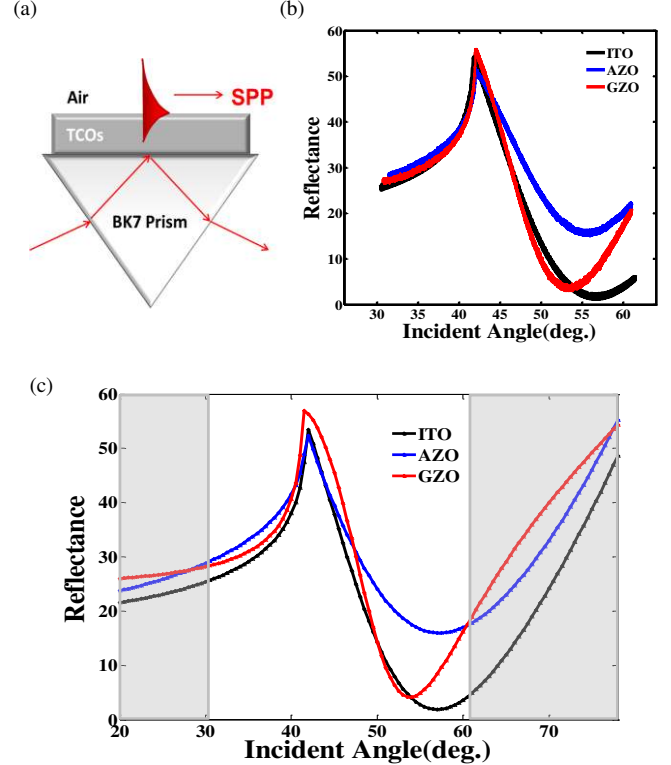 (a)
Air
SPP
TCOs
BK7 Prism
(b)
60
50
40
30
20
10
0
Reflectance
ITO
AZO
GZO
30 35 40 45 50 55 60
Incident Angle(deg.)
(c)
60
50
40
30
20
10
0
Reflectance
ITO
AZO
GZO
20 30 40 50 60 70
Incident Angle(deg.)